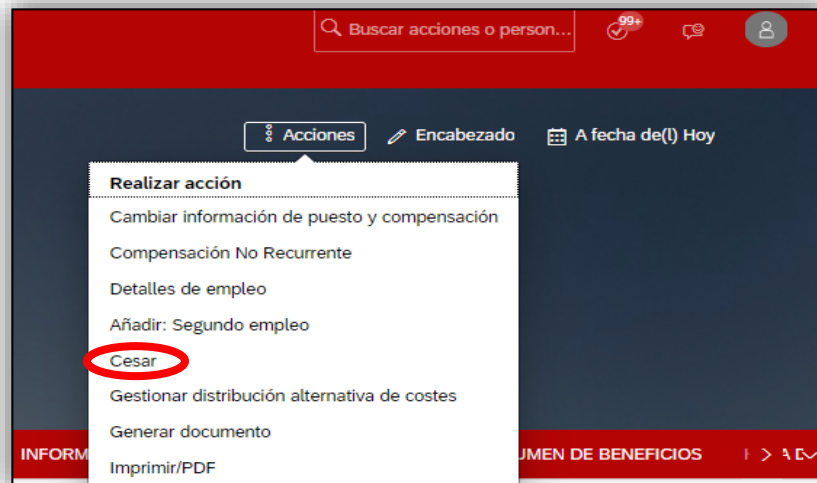 Buscar acciones o person...
99+
Acciones
Encabezado
A fecha de(l) Hoy
Realizar acción
Cambiar información de puesto y compensación
Compensación No Recurrente
Detalles de empleo
Añadir: Segundo empleo
Cesar
Gestionar distribución alternativa de costes
Generar documento
Imprimir/PDF
INFORM
UMEN DE BENEFICIOS